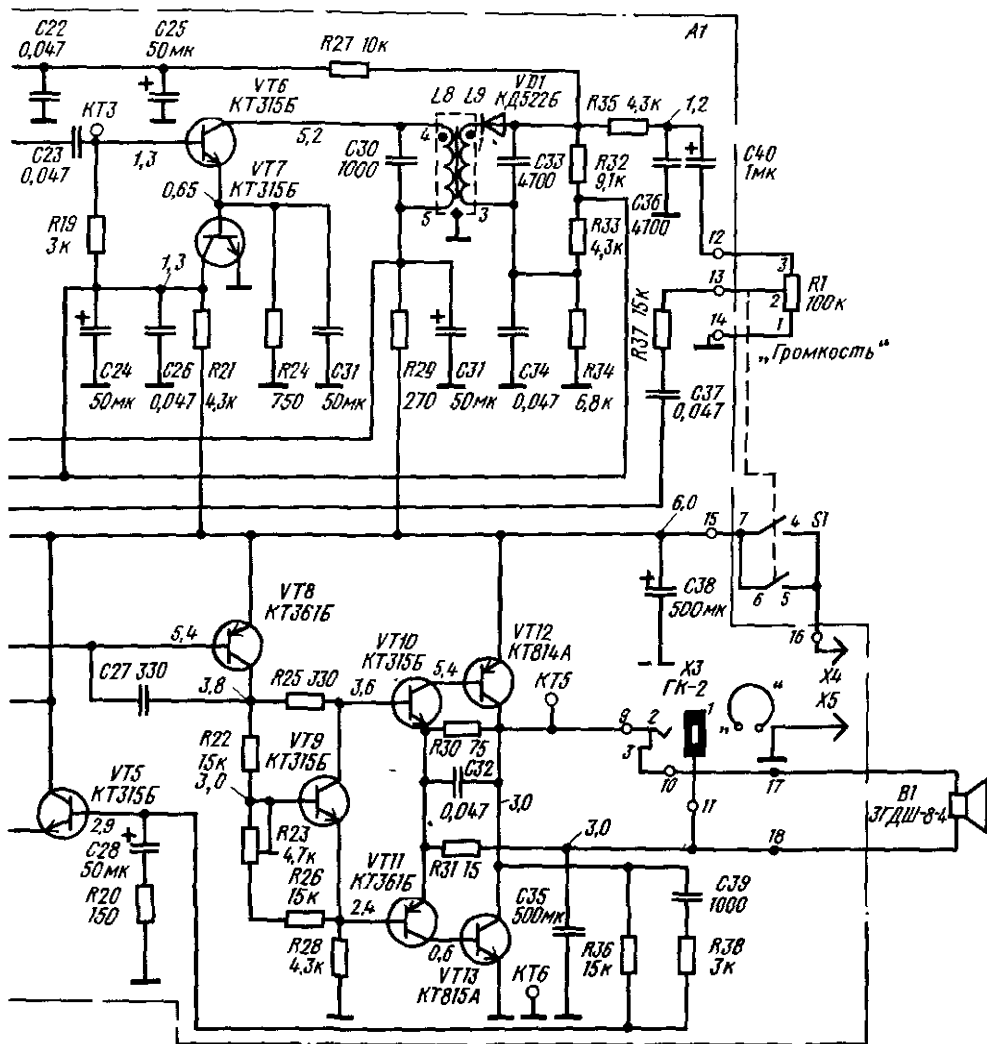 C22
0,047
C25
50мк
R27 10к
A1
КТ3
VT6
КТ315Б
L8 L9
VD1
КД522Б
R35 4,3к
1,2
5,2
4
1
C23
0,047
1,3
C30
1000
C33
4700
R32
9,1к
C40
1мк
VT7
КТ315Б
0,65
5
3
C36
4700
R19
3к
R33
4,3к
12
1,3
13
3
2
R1
100к
14
1
R37 15к
„Громкость“
C24
50мк
C26
0,047
R21
4,3к
R24
750
C31
50мк
R29
270
C31
50мк
C34
0,047
R34
6,8к
C37
0,047
6,0
15
7
4
S1
6
5
C38
500мк
16
VT8
КТ361Б
VT10
КТ315Б
VT12
КТ814А
X3
ГК-2
X4
X5
5,4
C27 330
3,8
R25 330
3,6
5,4
КТ5
9
2
1
„ “
3
R22
15к
VT9
КТ315Б
R30 75
C32
0,047
3,0
3,0
10
11
17
B1
3ГДШ-8-4
VT5
КТ315Б
2,9
C28
50мк
R20
150
R23
4,7к
R26
15к
VT11
КТ361Б
R31 15
3,0
18
2,4
C35
500мк
C39
1000
R28
4,3к
0,6
VT13
КТ815А
КТ6
R36
15к
R38
3к